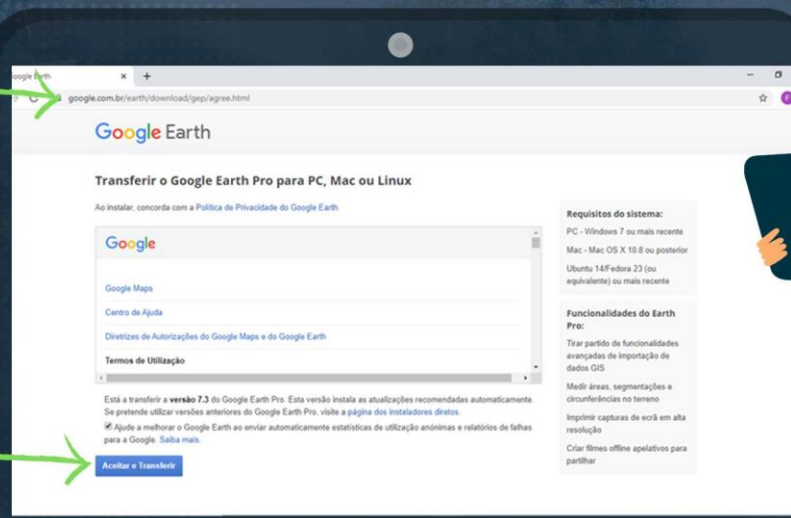 oogle Earth
google.com.br/earth/download/gep/agree.html
F
Google Earth
Transferir o Google Earth Pro para PC, Mac ou Linux
Ao instalar, concorda com a Política de Privacidade do Google Earth.
Google
Google Maps
Centro de Ajuda
Diretrizes de Autorizações do Google Maps e do Google Earth
Termos de Utilização
Está a transferir a versão 7.3 do Google Earth Pro. Esta versão instala as atualizações recomendadas automaticamente.
Se pretende utilizar versões anteriores do Google Earth Pro, visite a página dos instaladores diretos.
Ajude a melhorar o Google Earth ao enviar automaticamente estatísticas de utilização anónimas e relatórios de falhas
para a Google. Saiba mais.
Aceitar e Transferir
Requisitos do sistema:
PC - Windows 7 ou mais recente
Mac - Mac OS X 10.8 ou posterior
Ubuntu 14/Fedora 23 (ou
equivalente) ou mais recente
Funcionalidades do Earth
Pro:
Tirar partido de funcionalidades
avançadas de importação de
dados GIS
Medir áreas, segmentações e
circunferências no terreno
Imprimir capturas de ecrã em alta
resolução
Criar filmes offline apelativos para
partilhar